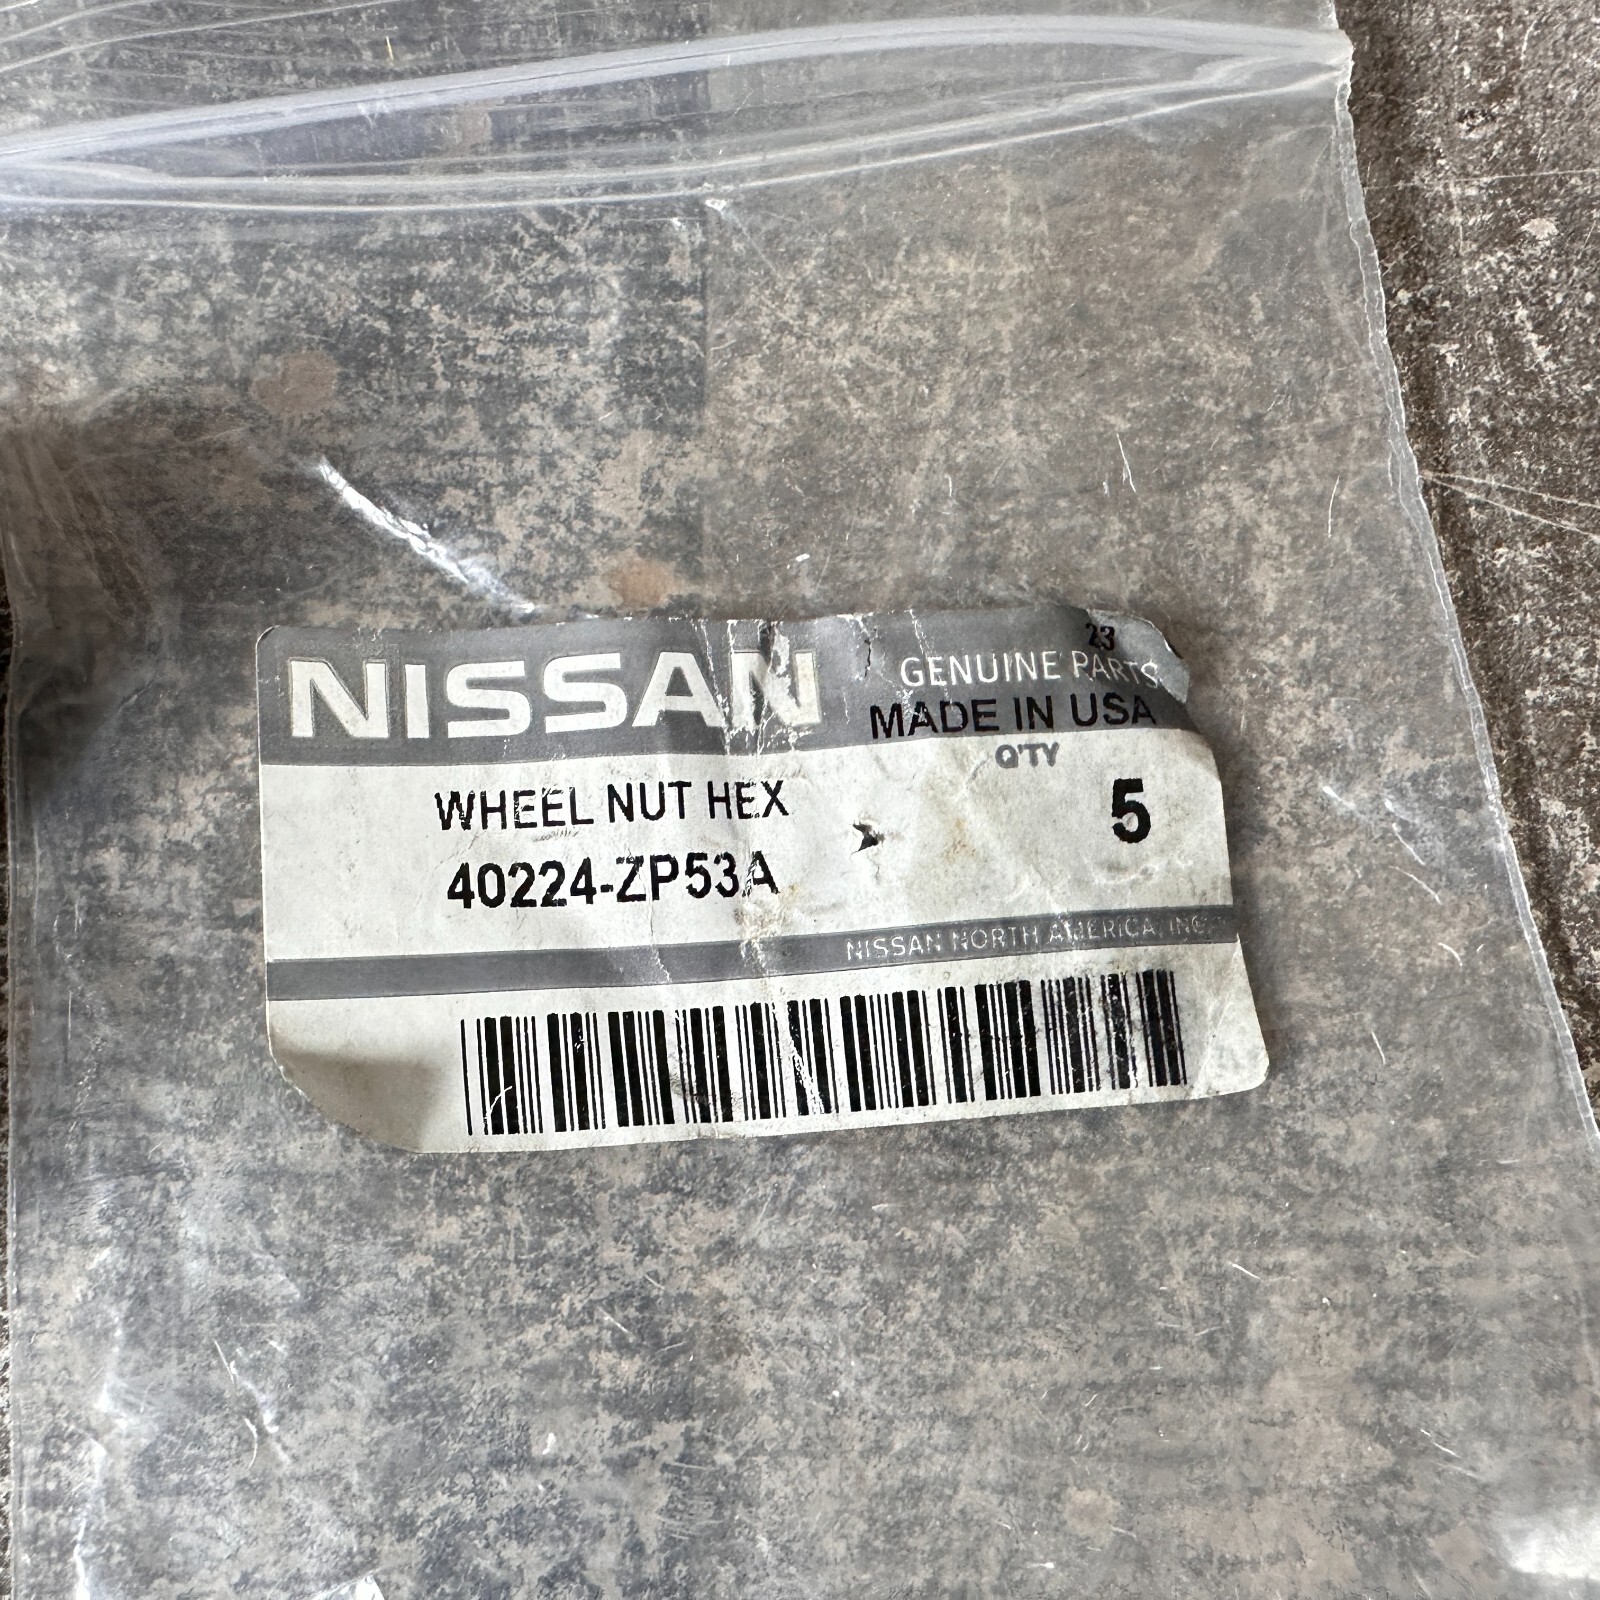 23
NISSAN GENUINE PARTS
MADE IN USA
Q'TY
WHEEL NUT HEX 5
40224-ZP53A
NISSAN NORTH AMERICA, INC.